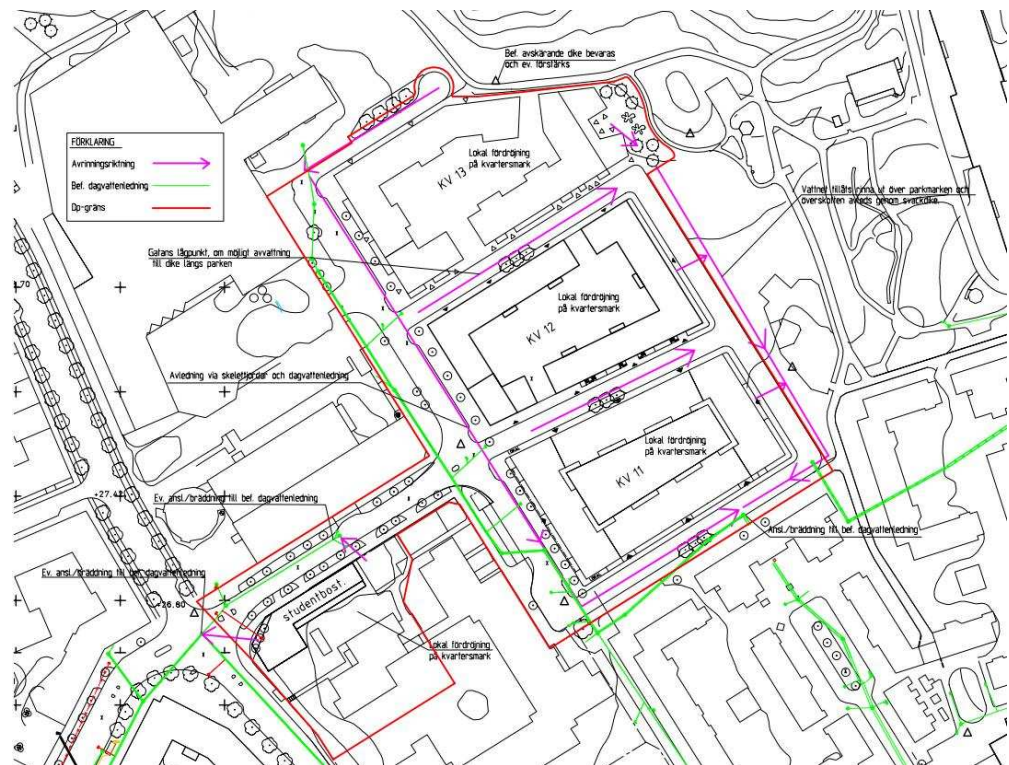 Bef. avskärande dike bevaras
och ev. förstärks
FÖRKLARING
Avrinningsriktning
Bef. dagvattenledning
Dp-gräns
Lokal fördröjning
på kvartersmark
KV 13
Vattnet tillåts rinna ut över parkmarken och
överskotten avleds genom svackdike.
Gatans lågpunkt, om möjligt avvattning
till dike längs parken
.70
Lokal fördröjning
på kvartersmark
KV 12
Avledning via skelettjordar och dagvattenledning
Lokal fördröjning
på kvartersmark
KV 11
+27.42
Ev. ansl./bräddning till bef. dagvattenledning
Ansl./bräddning till bef. dagvattenledning
Ev. ansl./bräddning till bef. dagvattenledning
+26.80
studentbost.
Lokal fördröjning
på kvartersmark